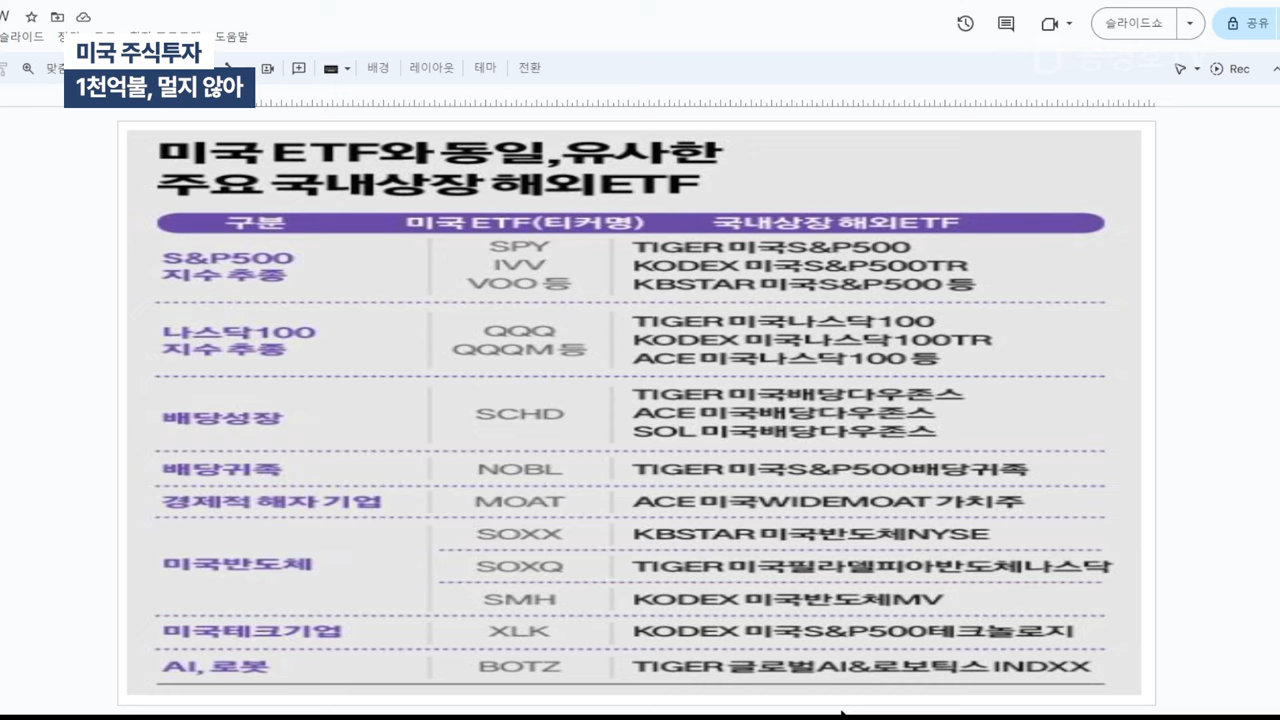 슬라이드
도움말
슬라이드쇼
공유
미국 주식투자
1천억불, 멀지 않아
배경
레이아웃
테마
전환
Rec
미국 ETF와 동일,유사한
주요 국내상장 해외ETF
구분 미국 ETF(티커명) 국내상장 해외ETF
S&P500
지수 추종
SPY
IVV
VOO 등
TIGER 미국S&P500
KODEX 미국S&P500TR
KBSTAR 미국S&P500 등
나스닥100
지수 추종
QQQ
QQQM 등
TIGER 미국나스닥100
KODEX 미국나스닥100TR
ACE 미국나스닥100 등
배당성장
SCHD
TIGER 미국배당다우존스
ACE 미국배당다우존스
SOL 미국배당다우존스
배당귀족 NOBL TIGER 미국S&P500배당귀족
경제적 해자 기업 MOAT ACE 미국WIDEMOAT 가치주
미국반도체
SOXX KBSTAR 미국반도체NYSE
SOXQ TIGER 미국필라델피아반도체나스닥
SMH KODEX 미국반도체MV
미국테크기업 XLK KODEX 미국S&P500테크놀로지
AI, 로봇 BOTZ TIGER 글로벌AI&로보틱스 INDXX